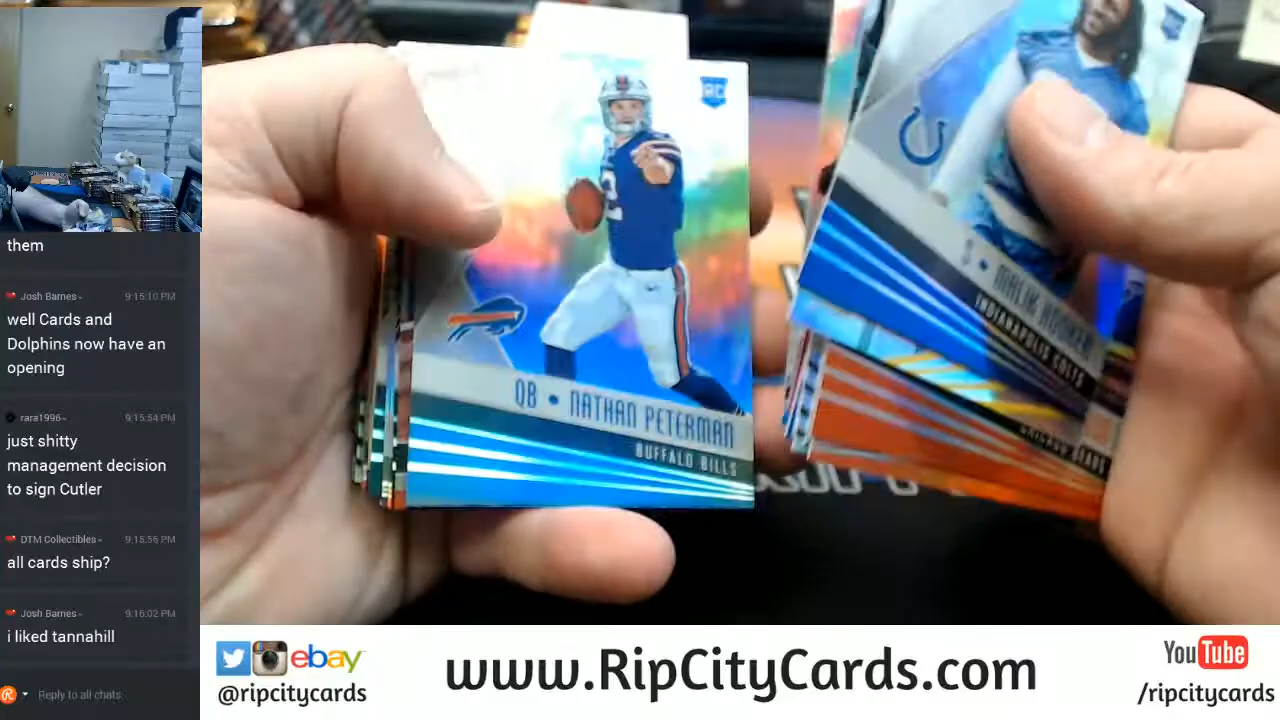 them
Josh Barnes 9:15:10 PM
well Cards and
Dolphins now have an
opening
rara1996 9:15:54 PM
just shitty
management decision
to sign Cutler
DTM Collectibles 9:15:56 PM
all cards ship?
Josh Barnes 9:16:02 PM
i liked tannahill
Reply to all chats.
RC
2
QB • NATHAN PETERMAN
BUFFALO BILLS
RC
S • MALIK HOOKER
INDIANAPOLIS COLTS
BEARS
ebay
@ripcitycards
www.RipCityCards.com
YouTube
/ripcitycards